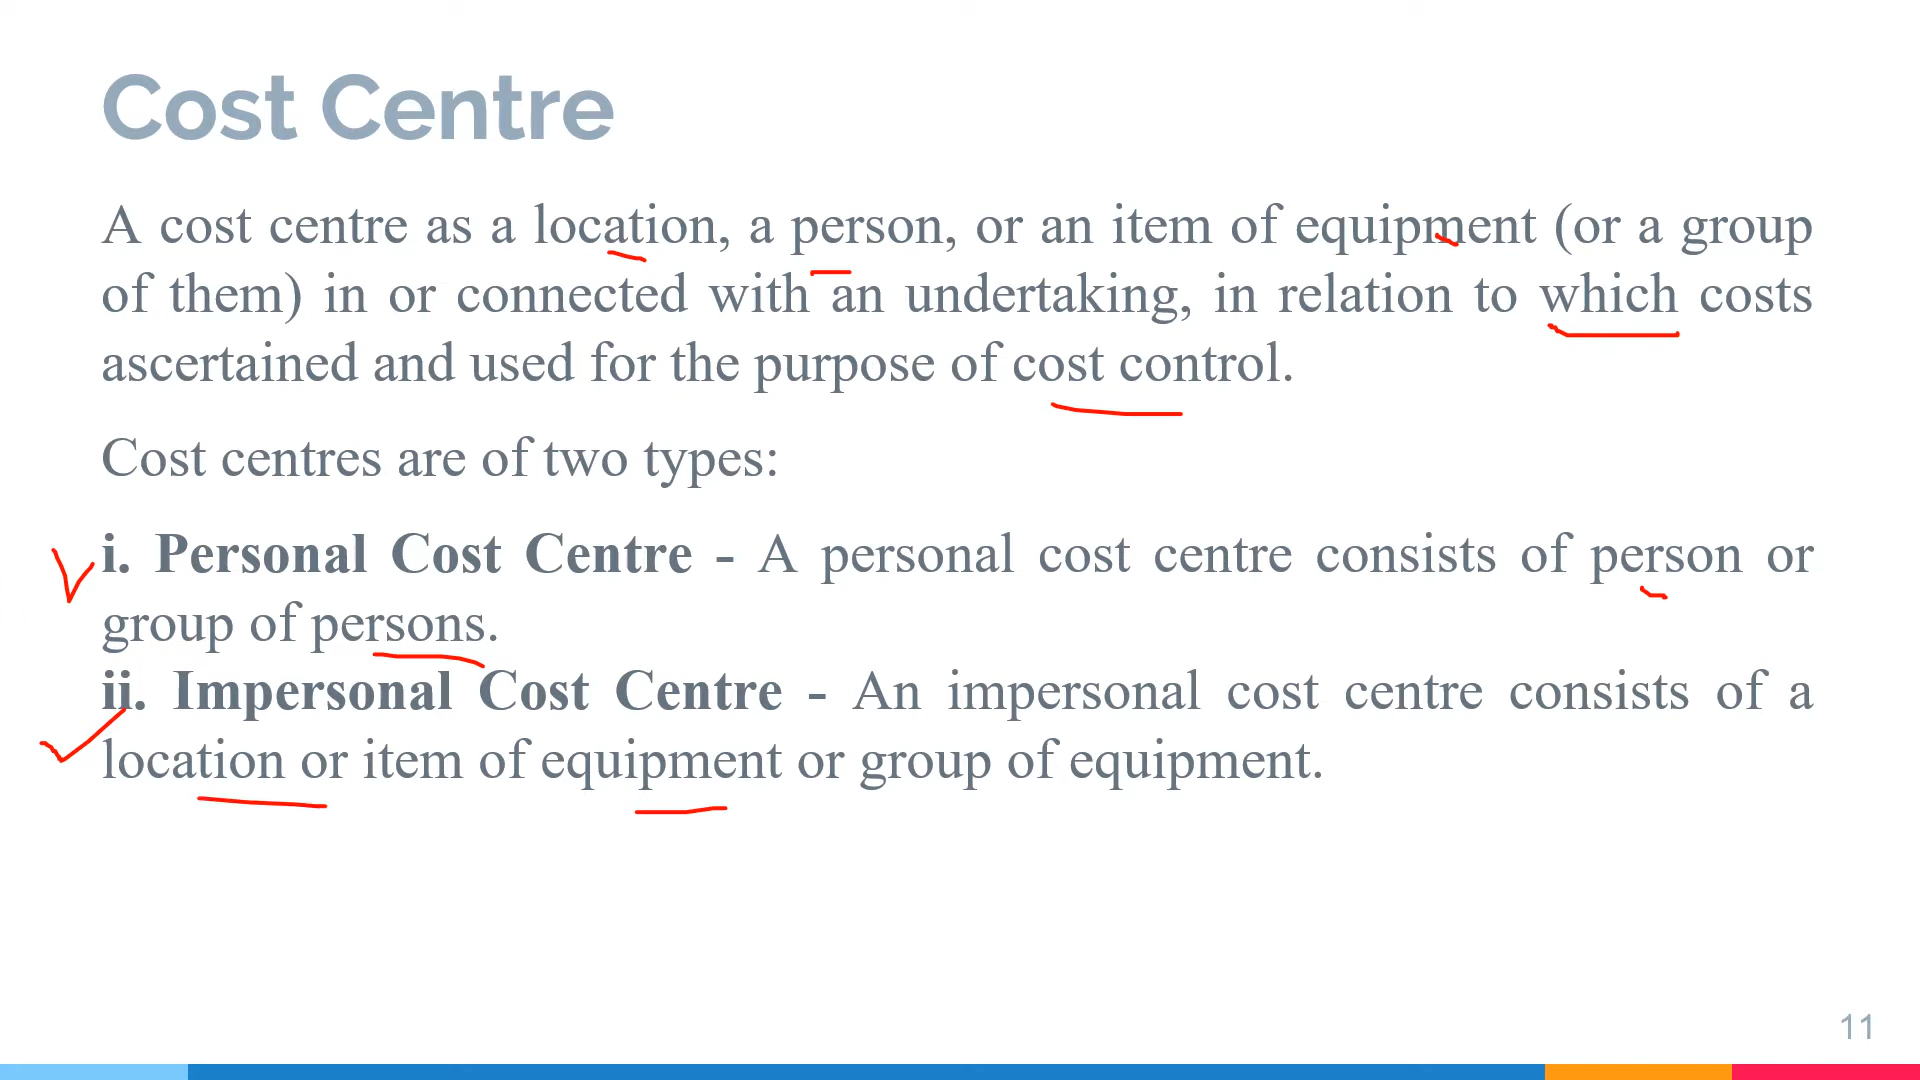 Cost Centre
A cost centre as a location, a person, or an item of equipment (or a group
of them) in or connected with an undertaking, in relation to which costs
ascertained and used for the purpose of cost control.
Cost centres are of two types:
i. Personal Cost Centre - A personal cost centre consists of person or
group of persons.
ii. Impersonal Cost Centre - An impersonal cost centre consists of a
location or item of equipment or group of equipment.
11